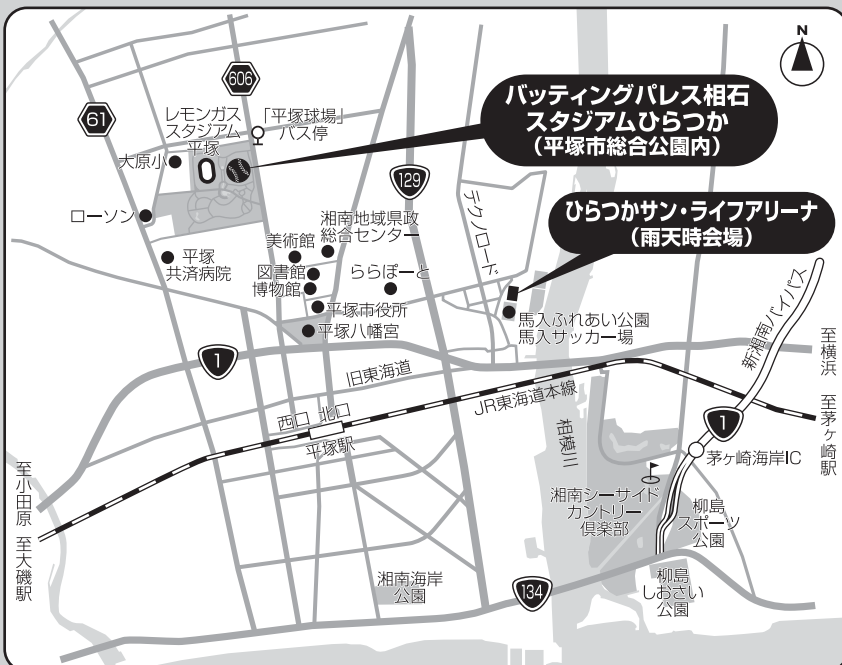 N
606
61
レモンガス
スタジアム
平塚
「平塚球場」
バス停
バッティングパレス相石
スタジアムひらつか
(平塚市総合公園内)
大原小
129
テクノロード
ひらつかサン・ライフアリーナ
(雨天時会場)
ローソン
平塚
共済病院
美術館
湘南地域県政
総合センター
図書館
博物館
ららぽーと
平塚市役所
平塚八幡宮
馬入ふれあい公園
馬入サッカー場
新湘南バイパス
至横浜
至茅ヶ崎駅
1
旧東海道
JR東海道本線
西口 北口
平塚駅
相模川
1
茅ヶ崎海岸IC
至小田原
至大磯駅
湘南シーサイド
カントリー
倶楽部
柳島
スポーツ
公園
湘南海岸
公園
134
柳島
しおさい
公園